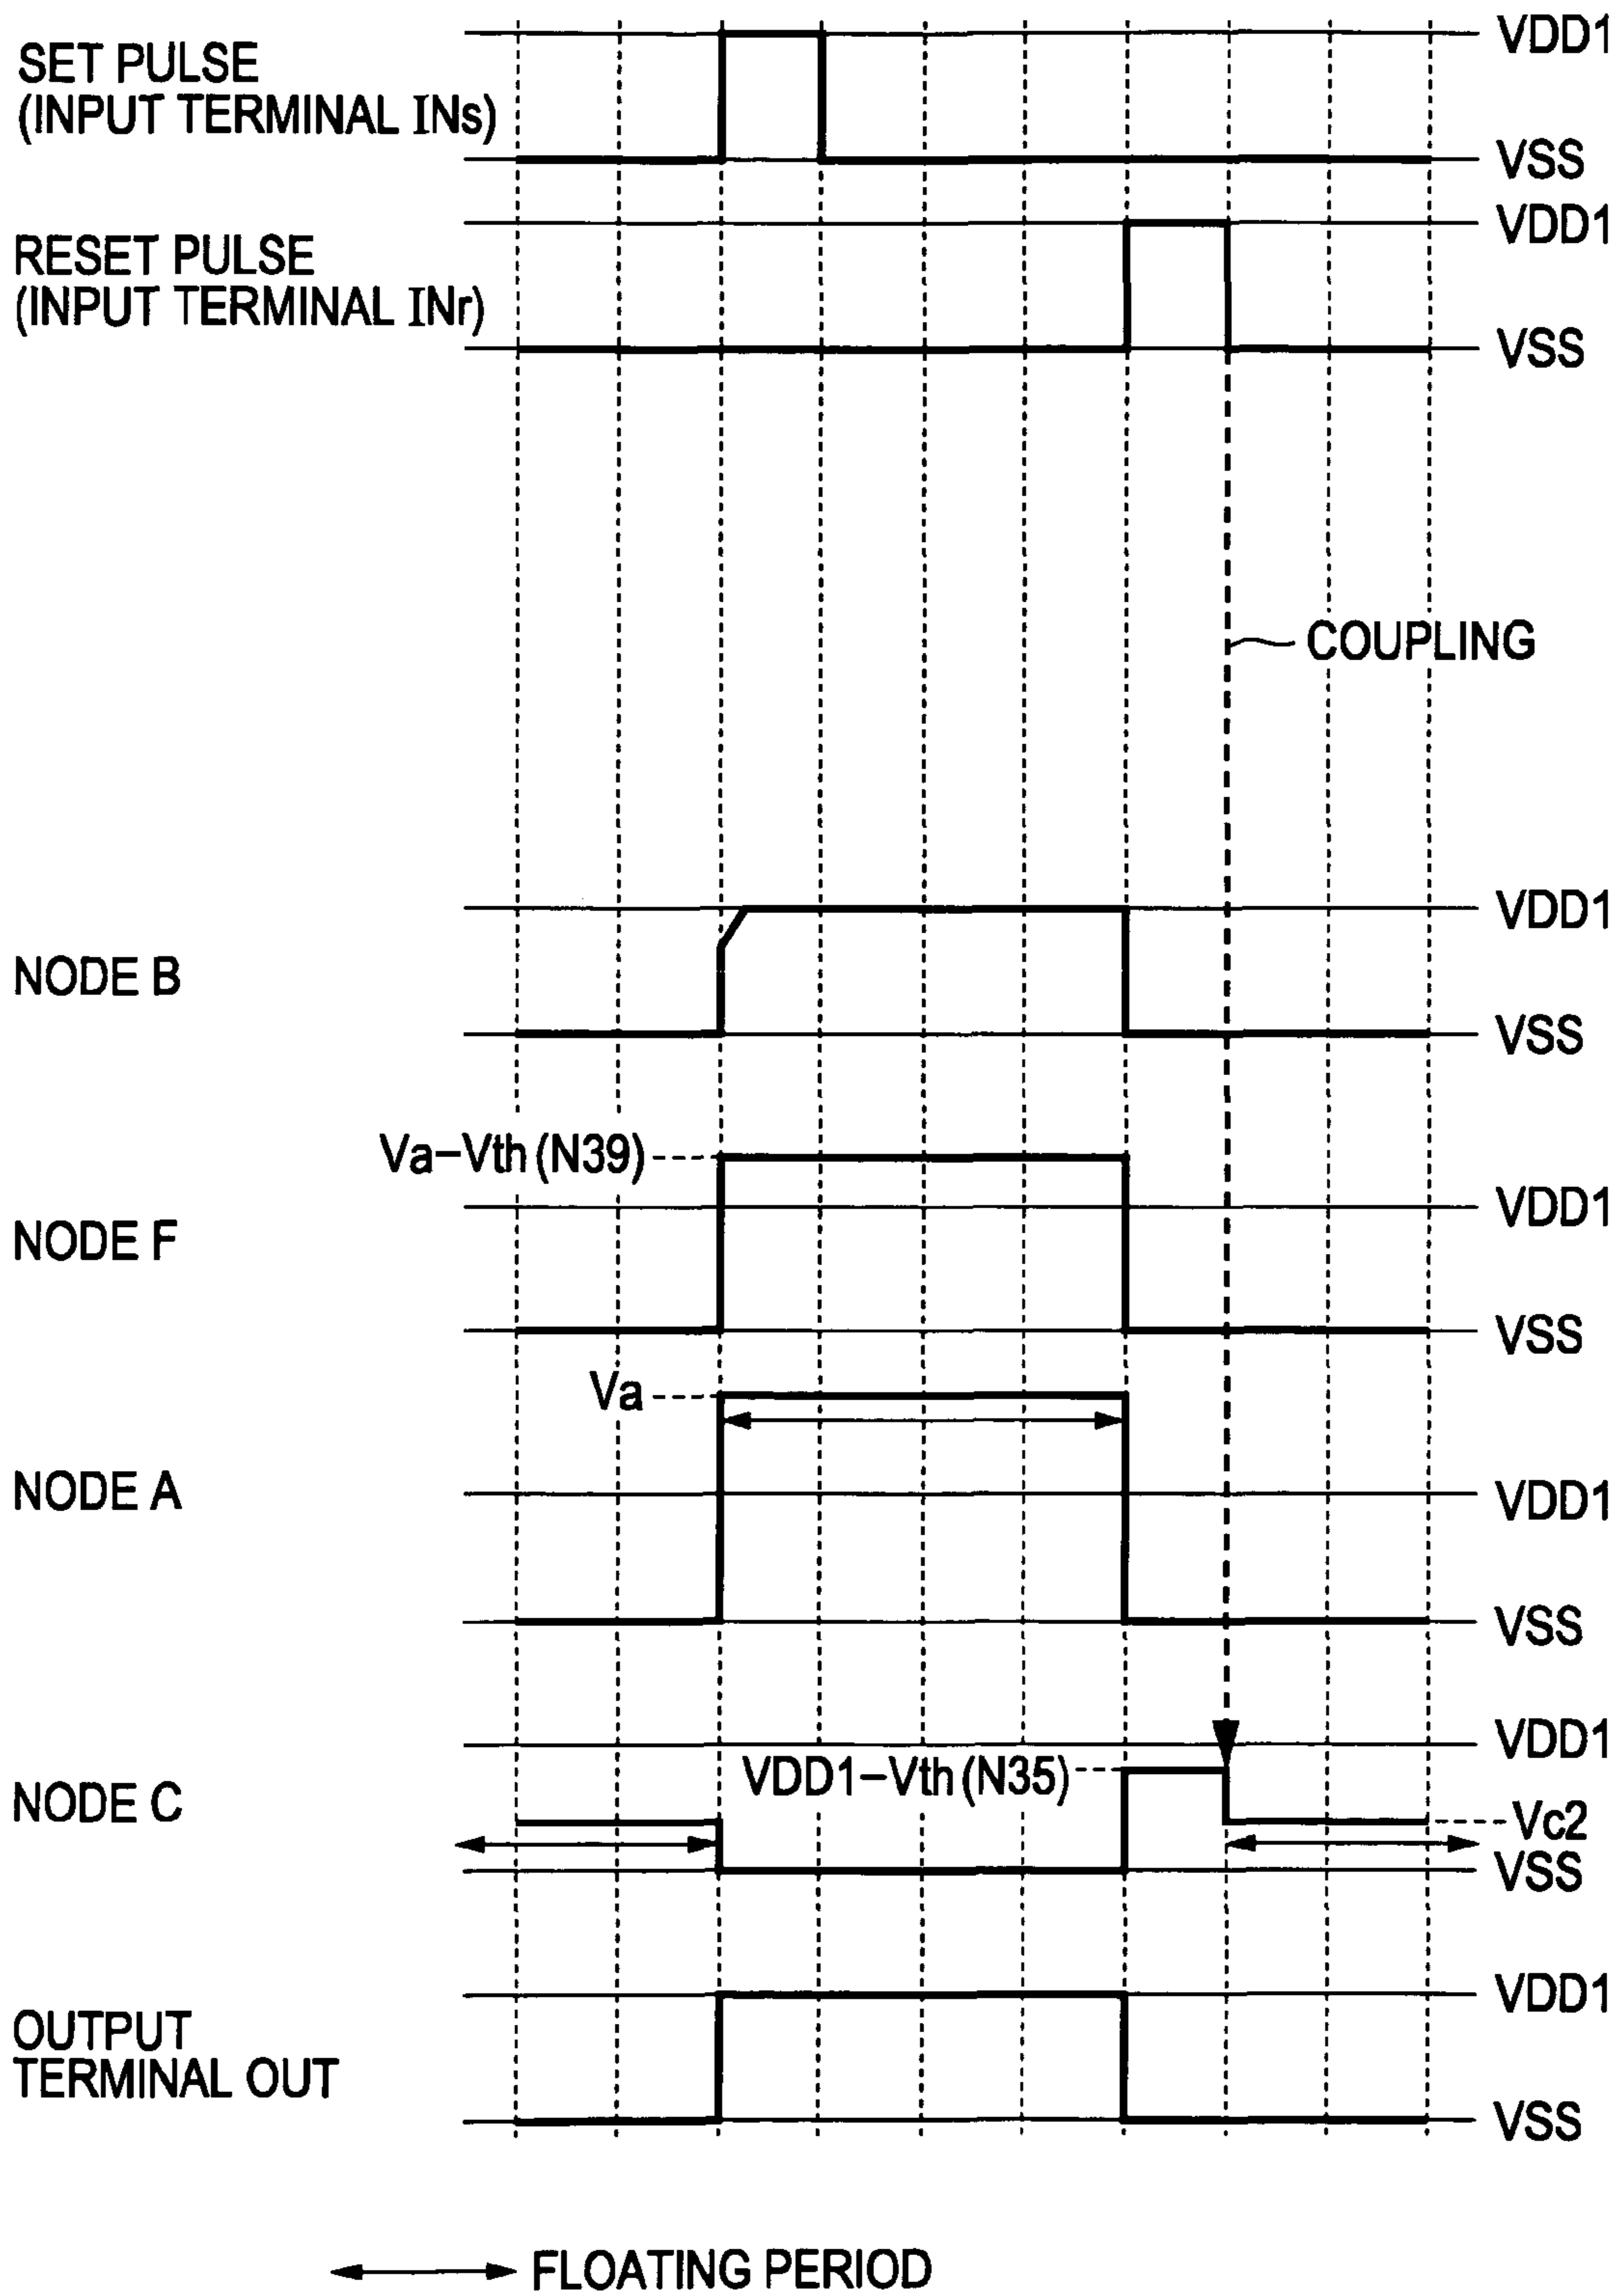 VDD1
SET PULSE
(INPUT TERMINAL INs)
VSS
VDD1
RESET PULSE
(INPUT TERMINAL INr)
VSS
COUPLING
VDD1
NODE B
VSS
Va–Vth (N39)
VDD1
NODE F
VSS
Va
NODE A
VDD1
VSS
VDD1
VDD1–Vth (N35)
NODE C
Vc2
VSS
VDD1
OUTPUT
TERMINAL OUT
VSS
FLOATING PERIOD